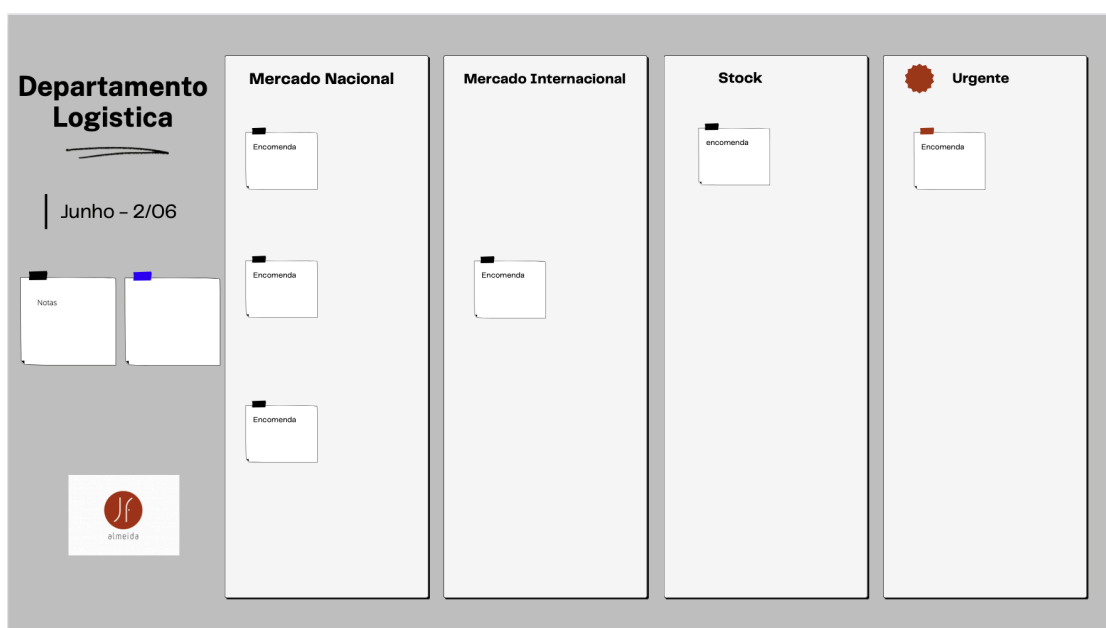 Departamento
Logistica
Junho - 2/06
Notas
Jf
almeida
Mercado Nacional
Encomenda
Encomenda
Encomenda
Mercado Internacional
Encomenda
Stock
encomenda
Urgente
Encomenda